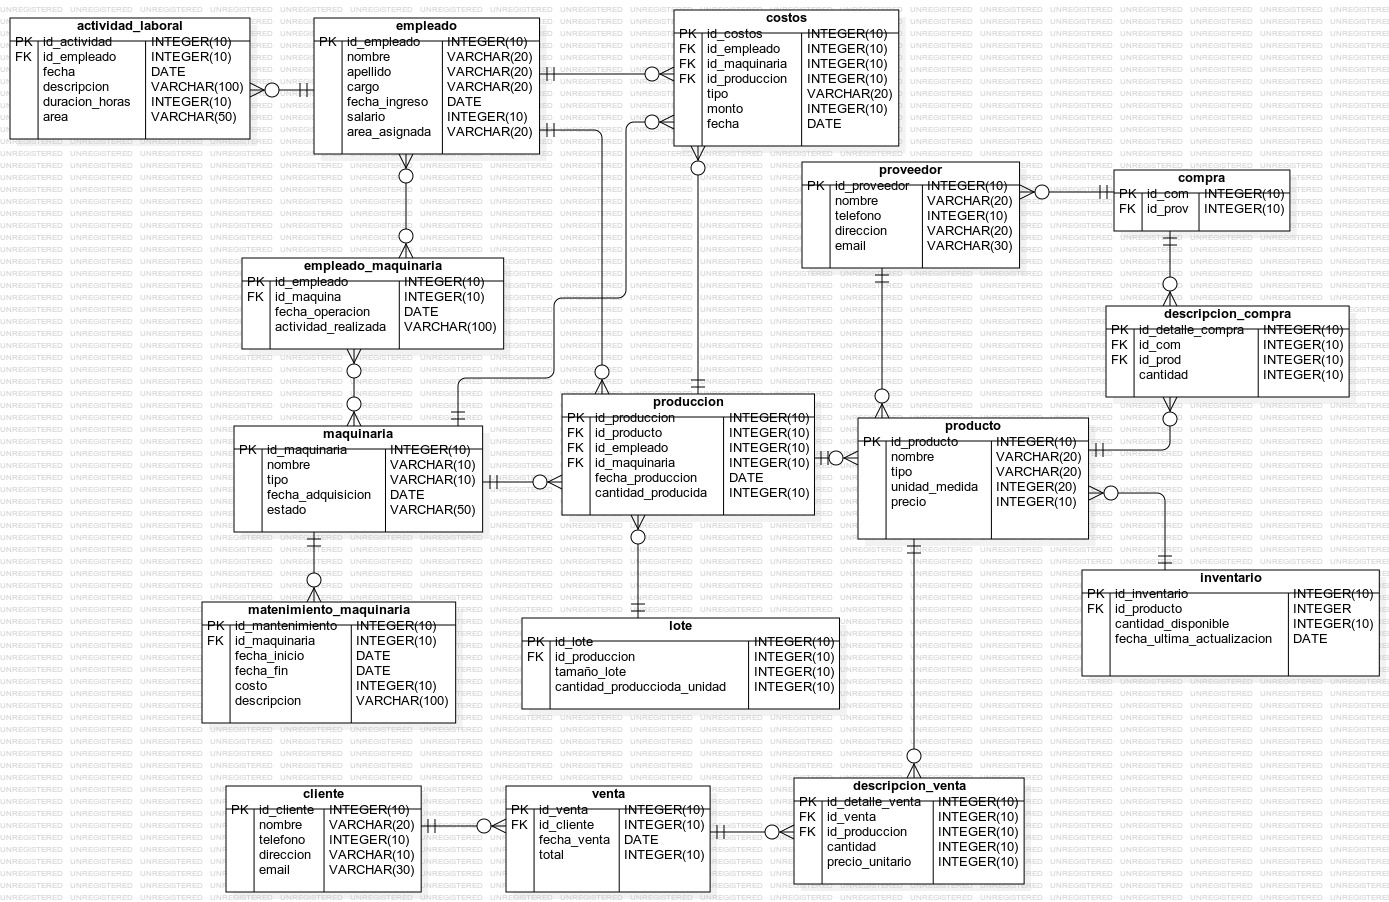 actividad_laboral
PK id_actividad INTEGER(10)
FK id_empleado INTEGER(10)
fecha DATE
descripcion VARCHAR(100)
duracion_horas INTEGER(10)
area VARCHAR(50)
empleado
PK id_empleado INTEGER(10)
nombre VARCHAR(20)
apellido VARCHAR(20)
cargo VARCHAR(20)
fecha_ingreso DATE
salario INTEGER(10)
area_asignada VARCHAR(20)
costos
PK id_costos INTEGER(10)
FK id_empleado INTEGER(10)
FK id_maquinaria INTEGER(10)
FK id_produccion INTEGER(10)
tipo VARCHAR(20)
monto INTEGER(10)
fecha DATE
proveedor
PK id_proveedor INTEGER(10)
nombre VARCHAR(20)
telefono INTEGER(10)
direccion VARCHAR(20)
email VARCHAR(30)
compra
PK id_com INTEGER(10)
FK id_prov INTEGER(10)
empleado_maquinaria
PK id_empleado INTEGER(10)
FK id_maquina INTEGER(10)
fecha_operacion DATE
actividad_realizada VARCHAR(100)
descripcion_compra
PK id_detalle_compra INTEGER(10)
FK id_com INTEGER(10)
FK id_prod INTEGER(10)
cantidad INTEGER(10)
maquinaria
PK id_maquinaria INTEGER(10)
nombre VARCHAR(10)
tipo VARCHAR(10)
fecha_adquisicion DATE
estado VARCHAR(50)
produccion
PK id_produccion INTEGER(10)
FK id_producto INTEGER(10)
FK id_empleado INTEGER(10)
FK id_maquinaria INTEGER(10)
fecha_produccion DATE
cantidad_producida INTEGER(10)
producto
PK id_producto INTEGER(10)
nombre VARCHAR(20)
tipo VARCHAR(20)
unidad_medida INTEGER(20)
precio INTEGER(10)
inventario
PK id_inventario INTEGER(10)
FK id_producto INTEGER
cantidad_disponible INTEGER(10)
fecha_ultima_actualizacion DATE
matenimiento_maquinaria
PK id_mantenimiento INTEGER(10)
FK id_maquinaria INTEGER(10)
fecha_inicio DATE
fecha_fin DATE
costo INTEGER(10)
descripcion VARCHAR(100)
lote
PK id_lote INTEGER(10)
FK id_produccion INTEGER(10)
tamaño_lote INTEGER(10)
cantidad_produccioda_unidad INTEGER(10)
cliente
PK id_cliente INTEGER(10)
nombre VARCHAR(20)
telefono INTEGER(10)
direccion VARCHAR(10)
email VARCHAR(30)
venta
PK id_venta INTEGER(10)
FK id_cliente INTEGER(10)
fecha_venta DATE
total INTEGER(10)
descripcion_venta
PK id_detalle_venta INTEGER(10)
FK id_venta INTEGER(10)
FK id_produccion INTEGER(10)
cantidad INTEGER(10)
precio_unitario INTEGER(10)
UNREGISTERED